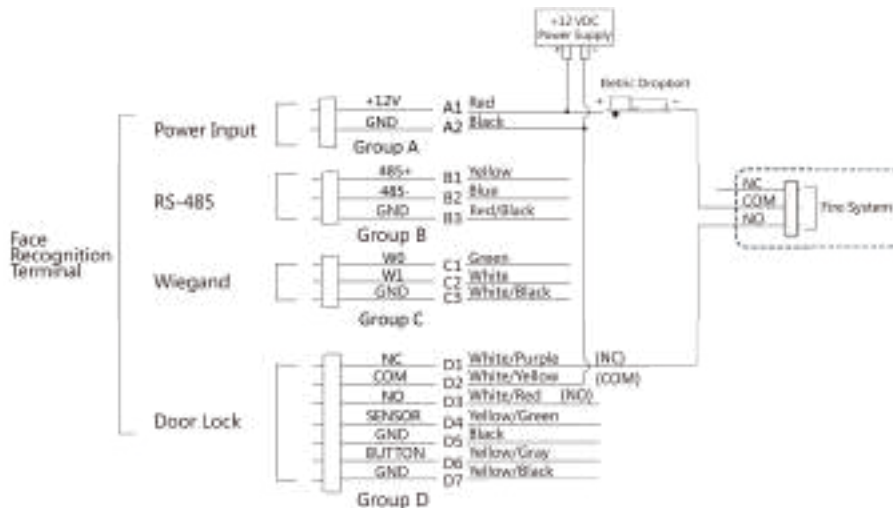 +12 VDC
Power Supply
+ -
Eletric Dropbolt
+ -
Face
Recognition
Terminal
Power Input
+12V A1 Red
GND A2 Black
Group A
RS-485
485+ B1 Yellow
485- B2 Blue
GND B3 Red/Black
Group B
NC
COM
NO
Fire System
Wiegand
W0 C1 Green
W1 C2 White
GND C3 White/Black
Group C
Door Lock
NC D1 White/Purple (NC)
COM D2 White/Yellow (COM)
NO D3 White/Red (NO)
SENSOR D4 Yellow/Green
GND D5 Black
BUTTON D6 Yellow/Gray
GND D7 Yellow/Black
Group D